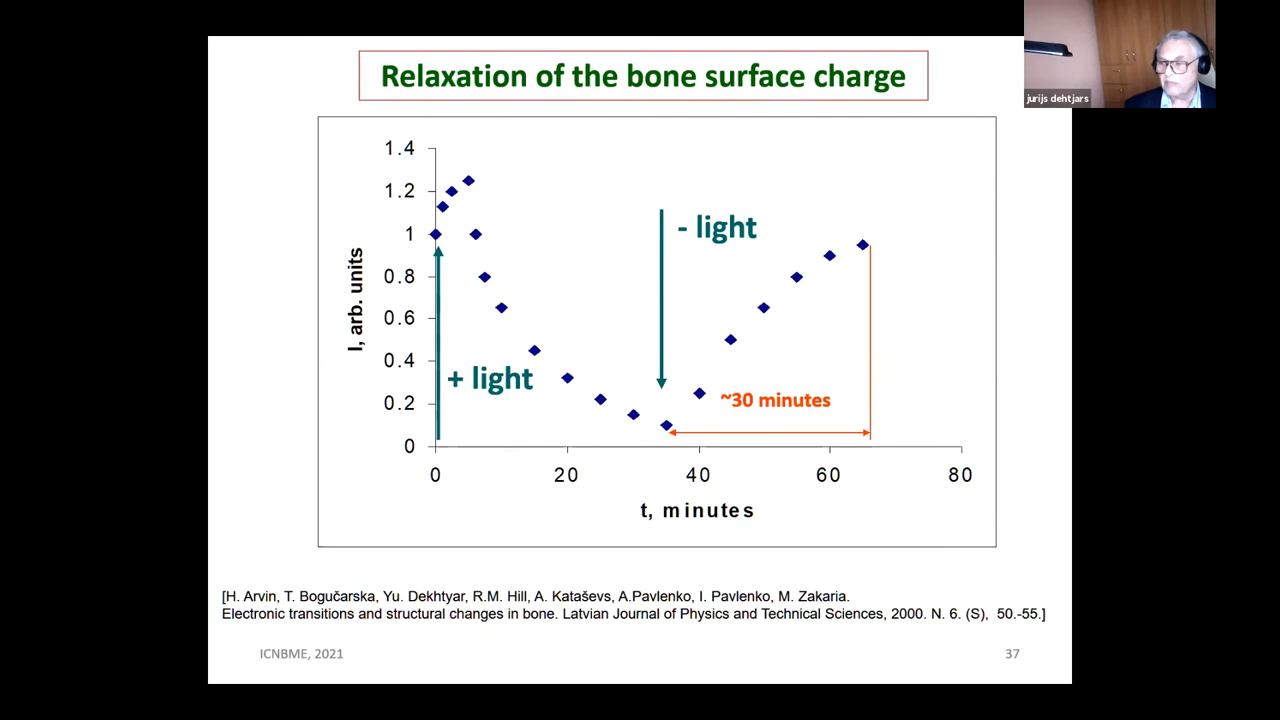 Relaxation of the bone surface charge
jurijs dehtjars
1.4
1.2
1
0.8
0.6
0.4
0.2
0
I, arb. units
+ light
- light
~30 minutes
0 20 40 60 80
t, minutes
[H. Arvin, T. Bogučarska, Yu. Dekhtyar, R.M. Hill, A. Kataševs, A.Pavlenko, I. Pavlenko, M. Zakaria.
Electronic transitions and structural changes in bone. Latvian Journal of Physics and Technical Sciences, 2000. N. 6. (S), 50.-55.]
ICNBME, 2021
37